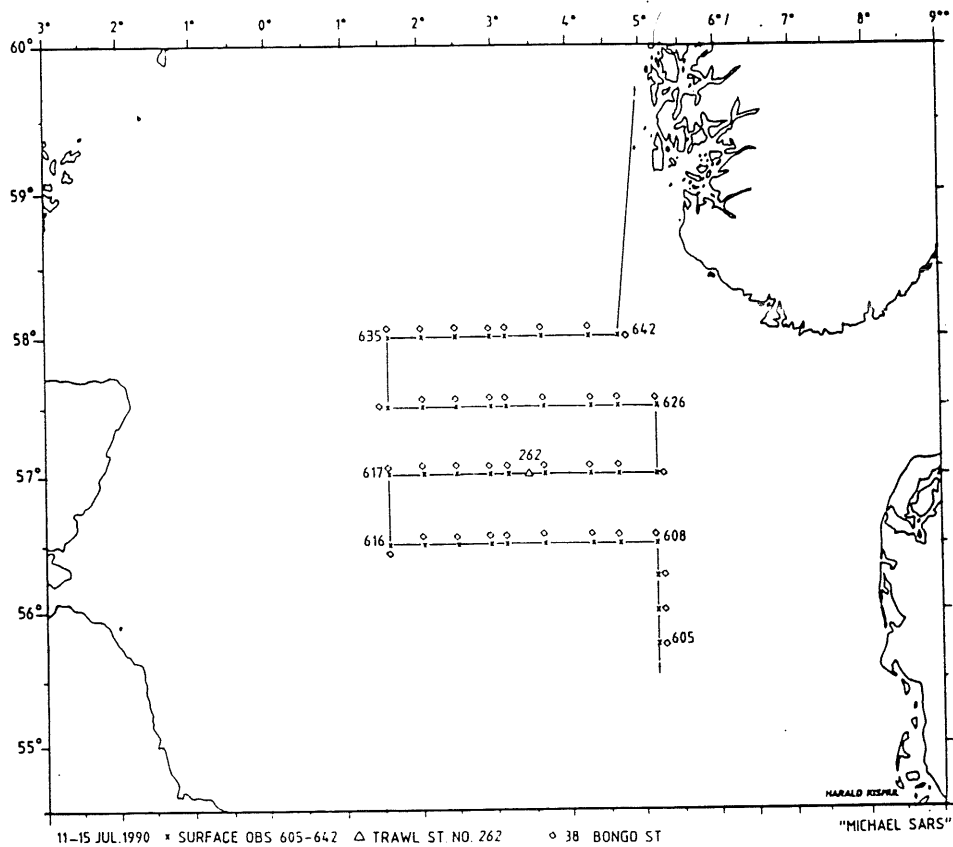 3° 2° 1° 0° 1° 2° 3° 4° 5° 6° 7° 8° 9°
60°
59°
58°
635 642
626
57°
617 262
616 608
56°
605
55°
HARALD KISMUL
"MICHAEL SARS"
11-15 JUL.1990 x SURFACE OBS 605-642 △ TRAWL ST. NO. 262 ◇ 38 BONGO ST